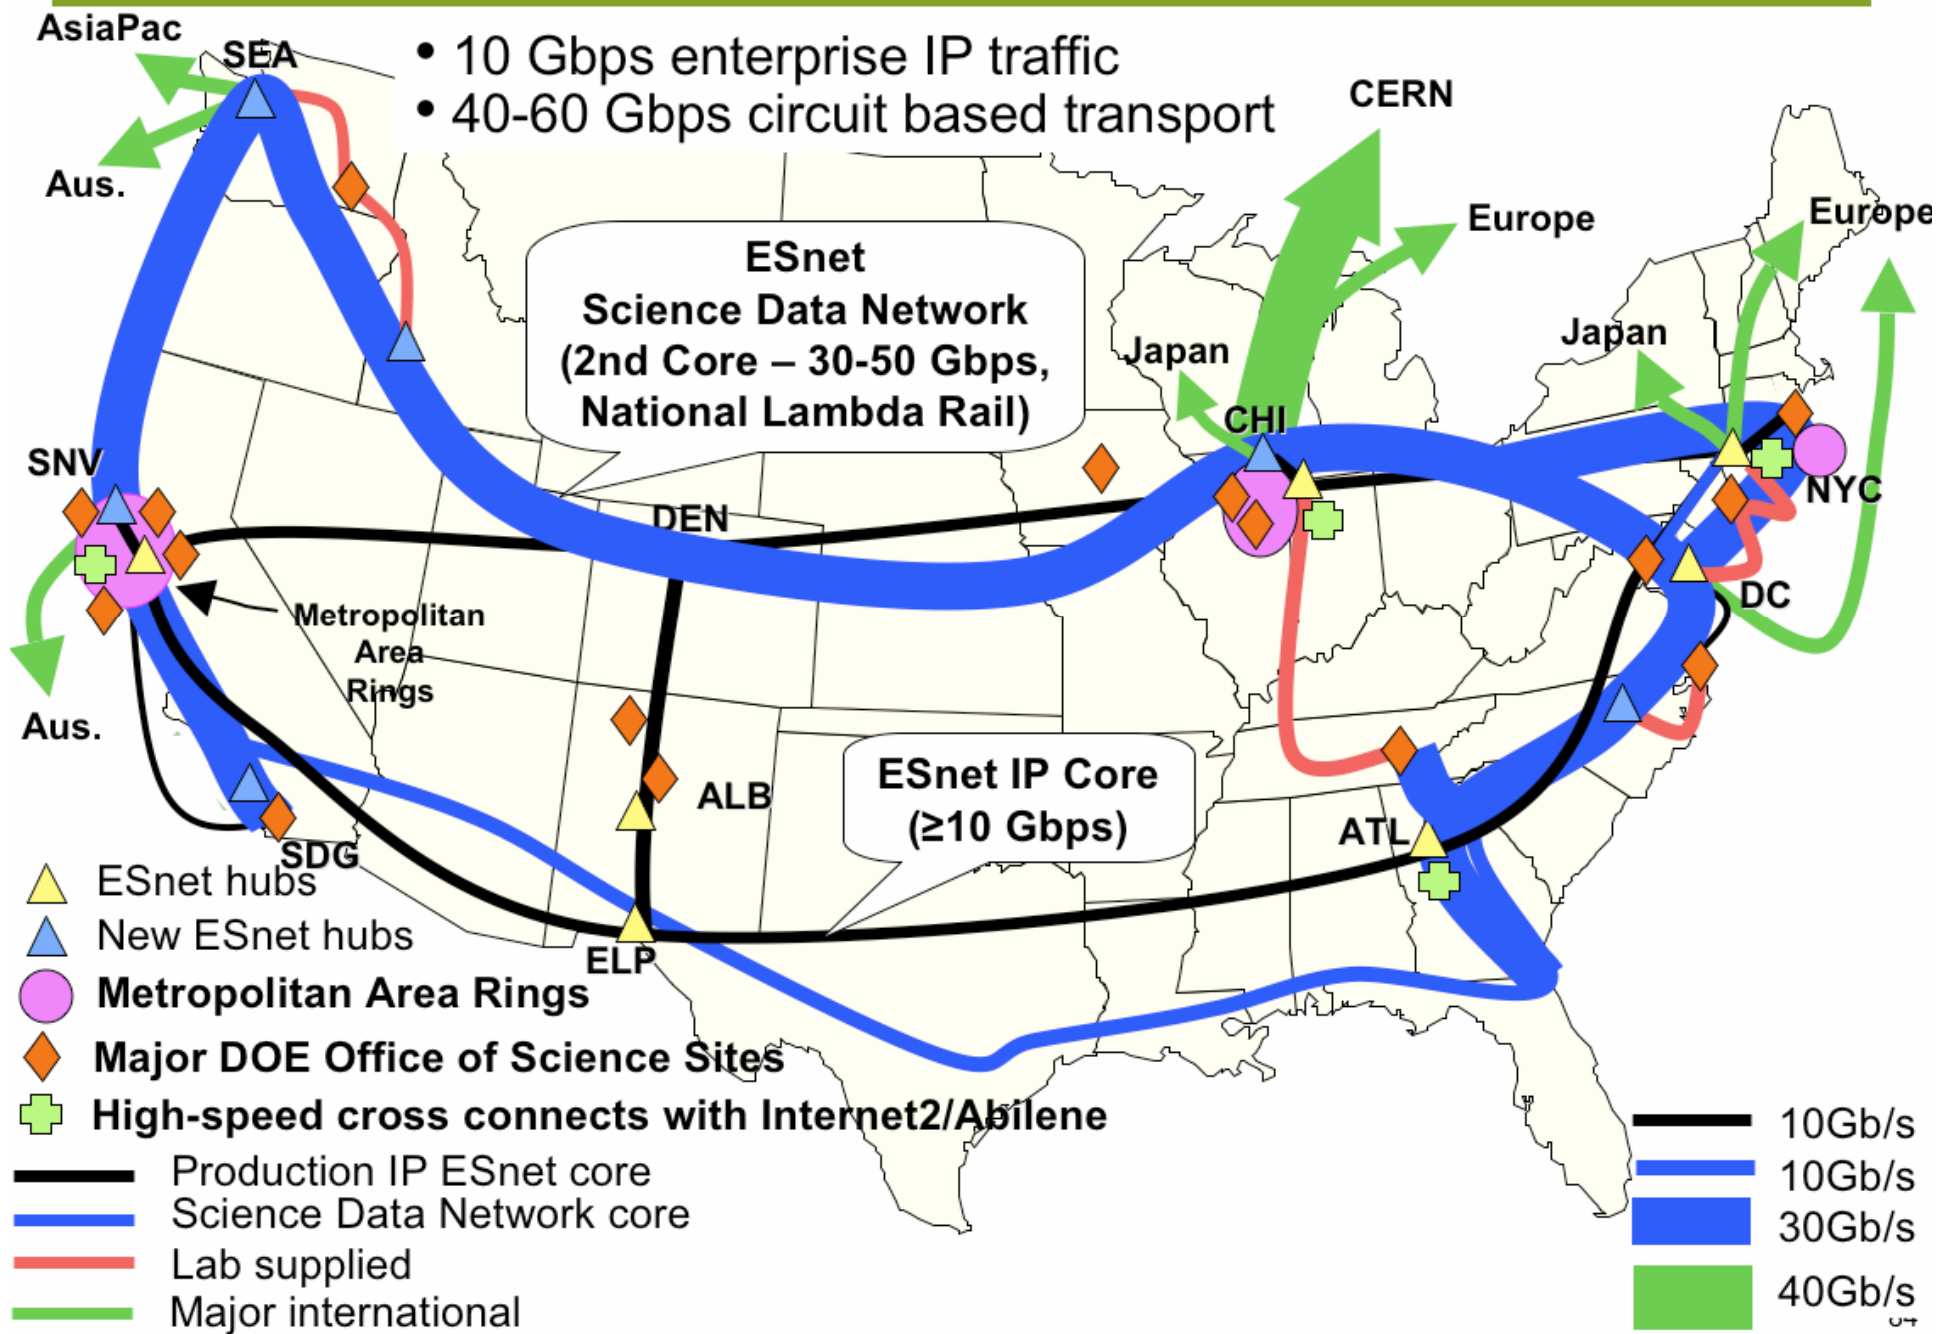 AsiaPac
SEA
• 10 Gbps enterprise IP traffic
• 40-60 Gbps circuit based transport
CERN
Aus.
Europe
Europe
ESnet
Science Data Network
(2nd Core – 30-50 Gbps,
National Lambda Rail)
Japan
Japan
CHI
SNV
NYC
DEN
DC
Metropolitan
Area
Rings
Aus.
ALB
ESnet IP Core
(≥10 Gbps)
ATL
SDG
ELP
ESnet hubs
New ESnet hubs
Metropolitan Area Rings
Major DOE Office of Science Sites
High-speed cross connects with Internet2/Abilene
Production IP ESnet core
Science Data Network core
Lab supplied
Major international
10Gb/s
10Gb/s
30Gb/s
40Gb/s